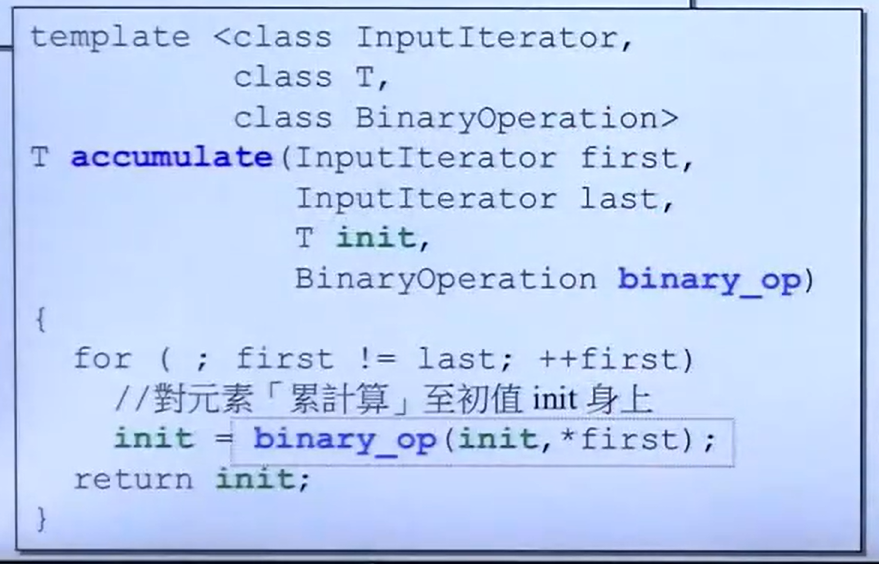 template <class InputIterator,
class T,
class BinaryOperation>
T accumulate(InputIterator first,
InputIterator last,
T init,
BinaryOperation binary_op)
{
for ( ; first != last; ++first)
//對元素「累計算」至初值 init 身上
init = binary_op(init,*first);
return init;
}